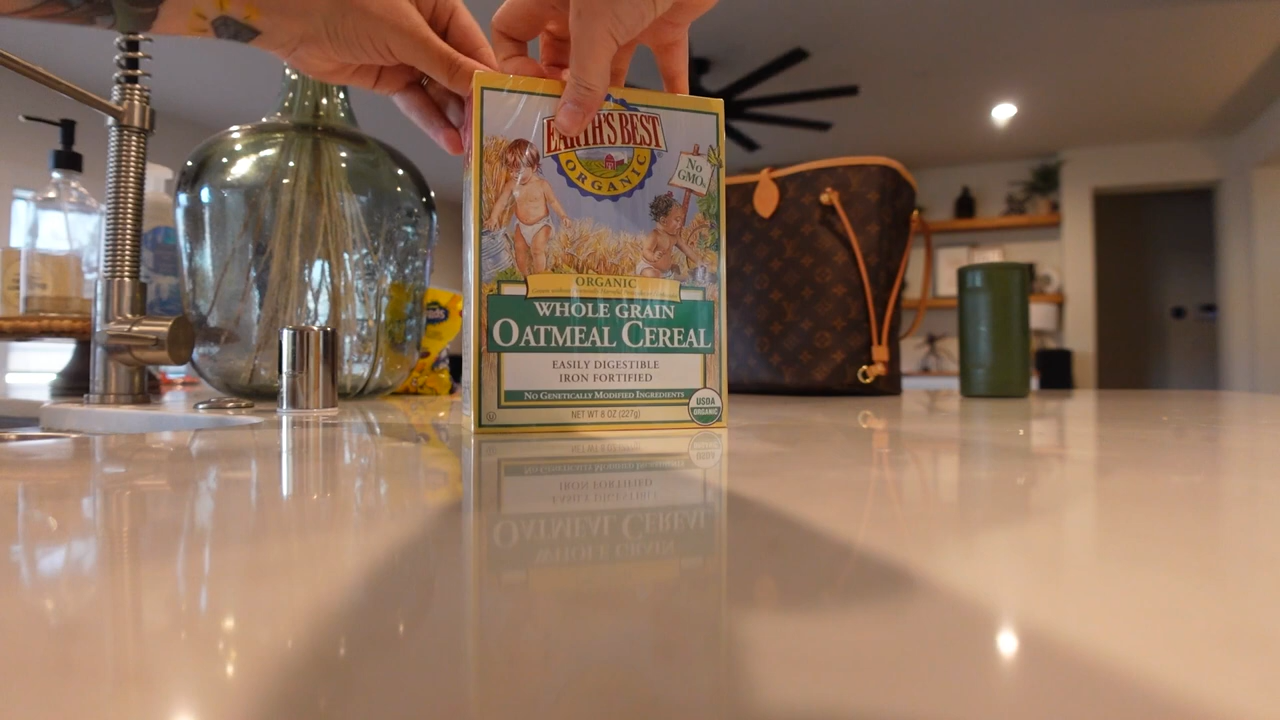 EARTH'S BEST
ORGANIC
No
GMOs
ORGANIC
WHOLE GRAIN
OATMEAL CEREAL
EASILY DIGESTIBLE
IRON FORTIFIED
NO GENETICALLY MODIFIED INGREDIENTS
NET WT 8 OZ (227g)
USDA
ORGANIC